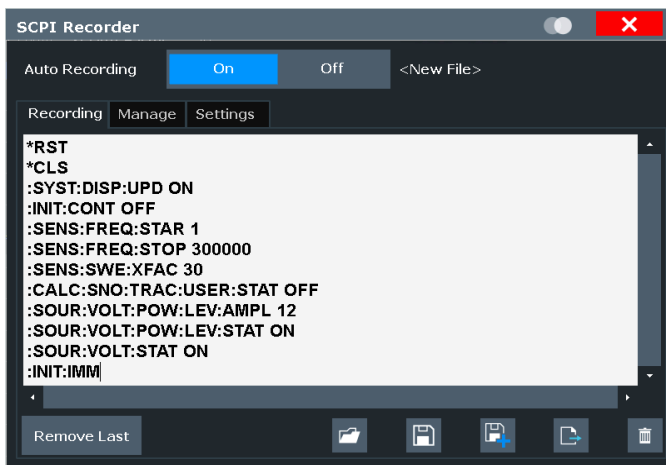 SCPI Recorder
Auto Recording On Off <New File>
Recording Manage Settings
*RST
*CLS
:SYST:DISP:UPD ON
:INIT:CONT OFF
:SENS:FREQ:STAR 1
:SENS:FREQ:STOP 300000
:SENS:SWE:XFAC 30
:CALC:SNO:TRAC:USER:STAT OFF
:SOUR:VOLT:POW:LEV:AMPL 12
:SOUR:VOLT:POW:LEV:STAT ON
:SOUR:VOLT:STAT ON
:INIT:IMM
Remove Last